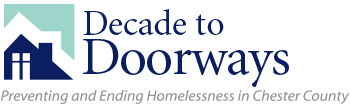 Decade to
Doorways
Preventing and Ending Homelessness in Chester County